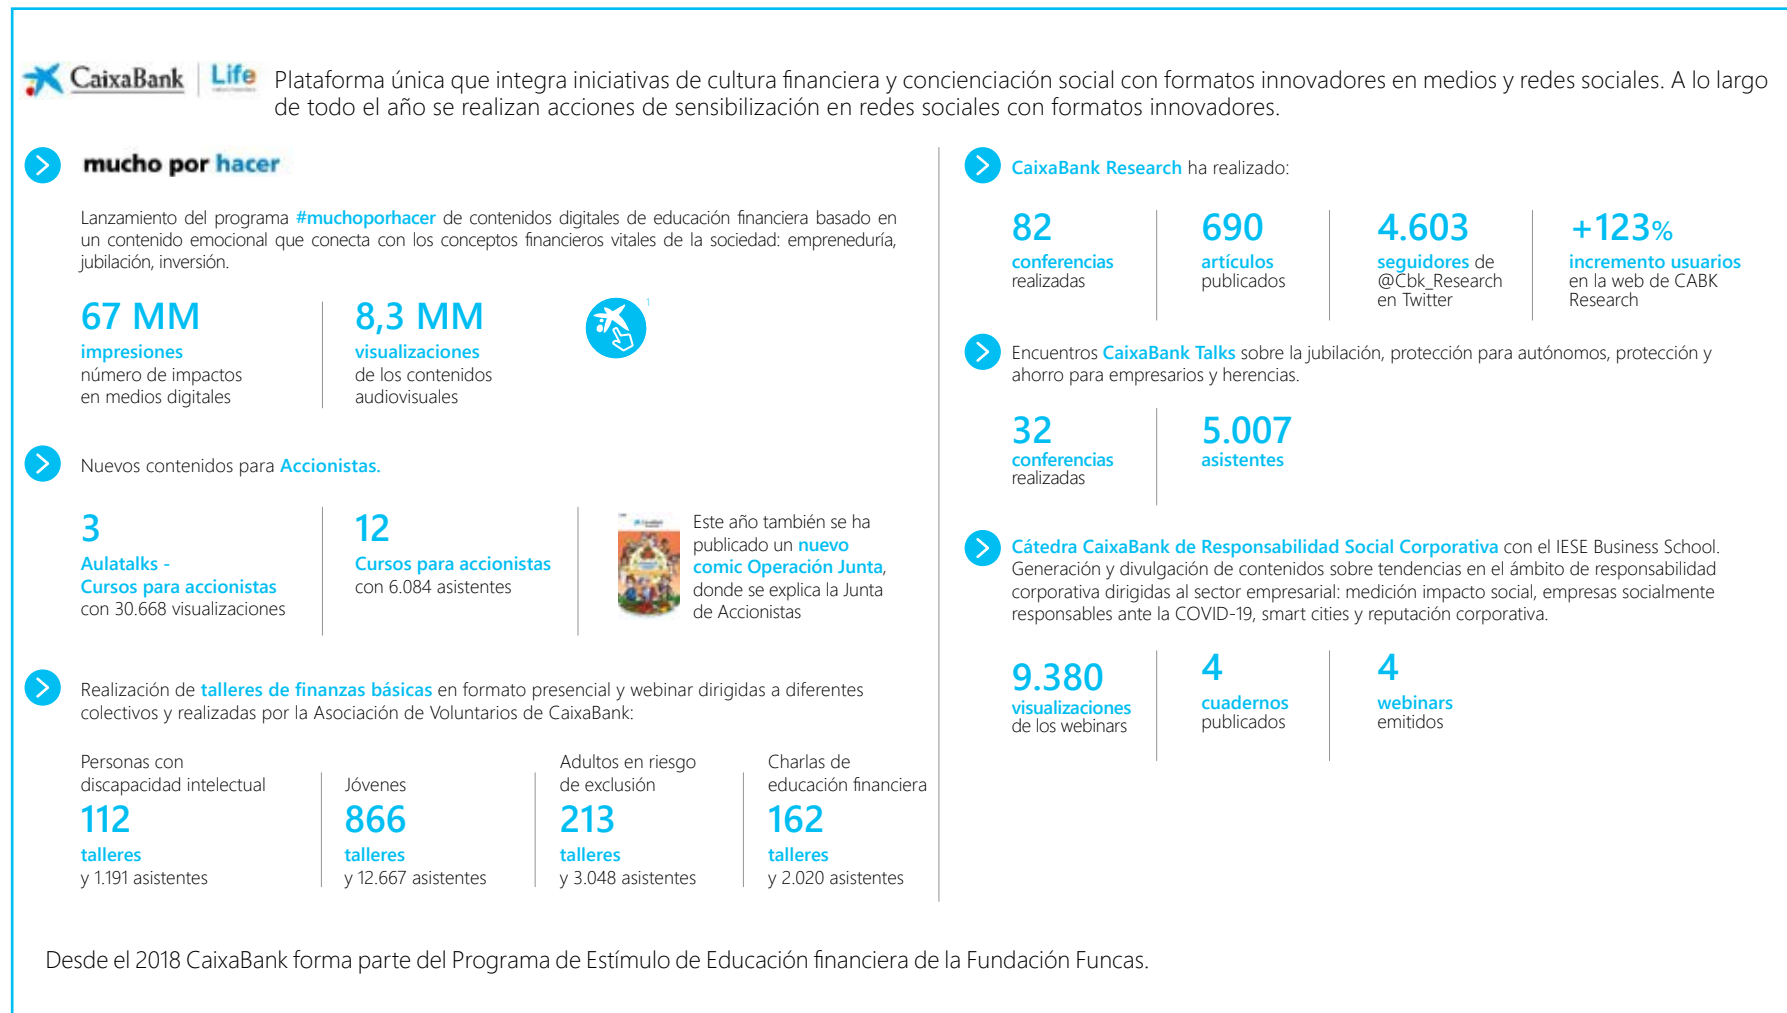 CaixaBank | Life
Plataforma única que integra iniciativas de cultura financiera y concienciación social con formatos innovadores en medios y redes sociales. A lo largo
de todo el año se realizan acciones de sensibilización en redes sociales con formatos innovadores.
mucho por hacer
Lanzamiento del programa #muchoporhacer de contenidos digitales de educación financiera basado en
un contenido emocional que conecta con los conceptos financieros vitales de la sociedad: empreneduría,
jubilación, inversión.
67 MM
impresiones
número de impactos
en medios digitales
8,3 MM
visualizaciones
de los contenidos
audiovisuales
1
Nuevos contenidos para Accionistas.
3
Aulatalks -
Cursos para accionistas
con 30.668 visualizaciones
12
Cursos para accionistas
con 6.084 asistentes
Este año también se ha
publicado un nuevo
comic Operación Junta,
donde se explica la Junta
de Accionistas
Realización de talleres de finanzas básicas en formato presencial y webinar dirigidas a diferentes
colectivos y realizadas por la Asociación de Voluntarios de CaixaBank:
Personas con
discapacidad intelectual
112
talleres
y 1.191 asistentes
Jóvenes
866
talleres
y 12.667 asistentes
Adultos en riesgo
de exclusión
213
talleres
y 3.048 asistentes
Charlas de
educación financiera
162
talleres
y 2.020 asistentes
CaixaBank Research ha realizado:
82
conferencias
realizadas
690
artículos
publicados
4.603
seguidores de
@Cbk_Research
en Twitter
+123%
incremento usuarios
en la web de CABK
Research
Encuentros CaixaBank Talks sobre la jubilación, protección para autónomos, protección y
ahorro para empresarios y herencias.
32
conferencias
realizadas
5.007
asistentes
Cátedra CaixaBank de Responsabilidad Social Corporativa con el IESE Business School.
Generación y divulgación de contenidos sobre tendencias en el ámbito de responsabilidad
corporativa dirigidas al sector empresarial: medición impacto social, empresas socialmente
responsables ante la COVID-19, smart cities y reputación corporativa.
9.380
visualizaciones
de los webinars
4
cuadernos
publicados
4
webinars
emitidos
Desde el 2018 CaixaBank forma parte del Programa de Estímulo de Educación financiera de la Fundación Funcas.